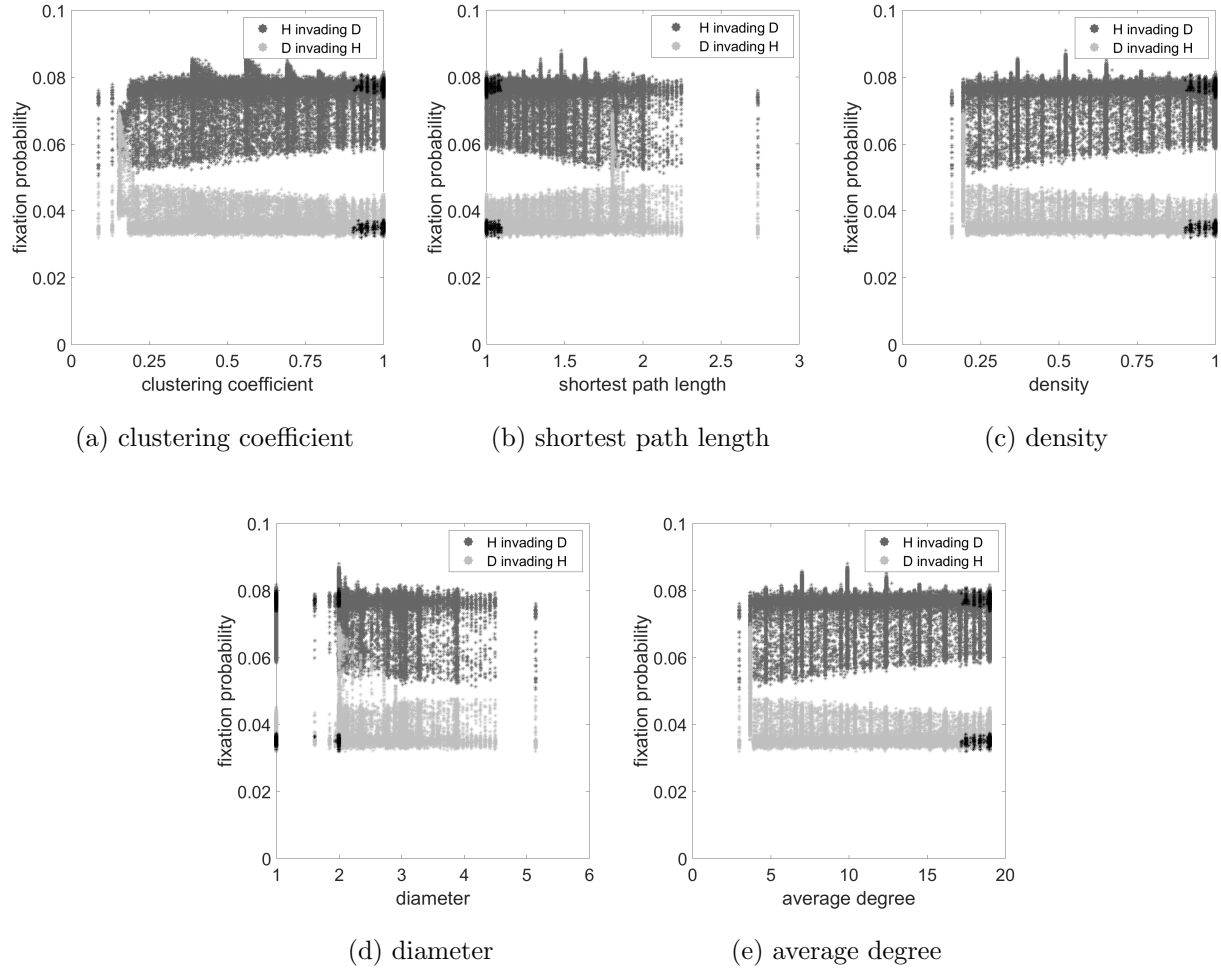 0.1
0.08
0.06
0.04
0.02
0
fixation probability
H invading D
D invading H
0 0.25 0.5 0.75 1
clustering coefficient
(a) clustering coefficient
0.1
0.08
0.06
0.04
0.02
0
fixation probability
H invading D
D invading H
1 1.5 2 2.5 3
shortest path length
(b) shortest path length
0.1
0.08
0.06
0.04
0.02
0
fixation probability
H invading D
D invading H
0 0.25 0.5 0.75 1
density
(c) density
0.1
0.08
0.06
0.04
0.02
0
fixation probability
H invading D
D invading H
1 2 3 4 5 6
diameter
(d) diameter
0.1
0.08
0.06
0.04
0.02
0
fixation probability
H invading D
D invading H
0 5 10 15 20
average degree
(e) average degree